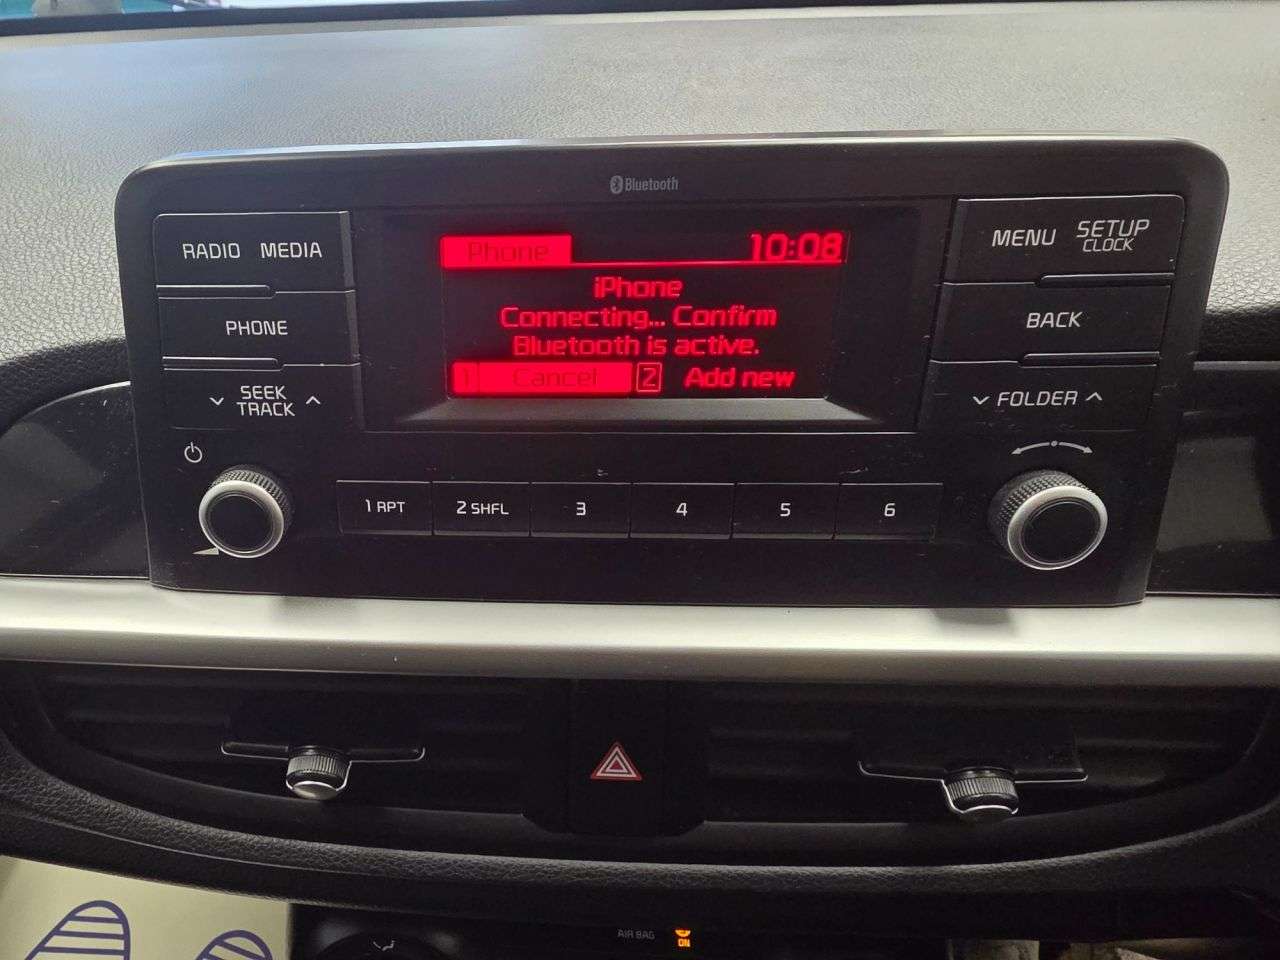 Bluetooth
RADIO MEDIA
PHONE
SEEK
TRACK
Phone 10:08
iPhone
Connecting... Confirm
Bluetooth is active.
1 Cancel 2 Add new
MENU SETUP
CLOCK
BACK
FOLDER
1 RPT 2 SHFL 3 4 5 6
AIR BAG ON